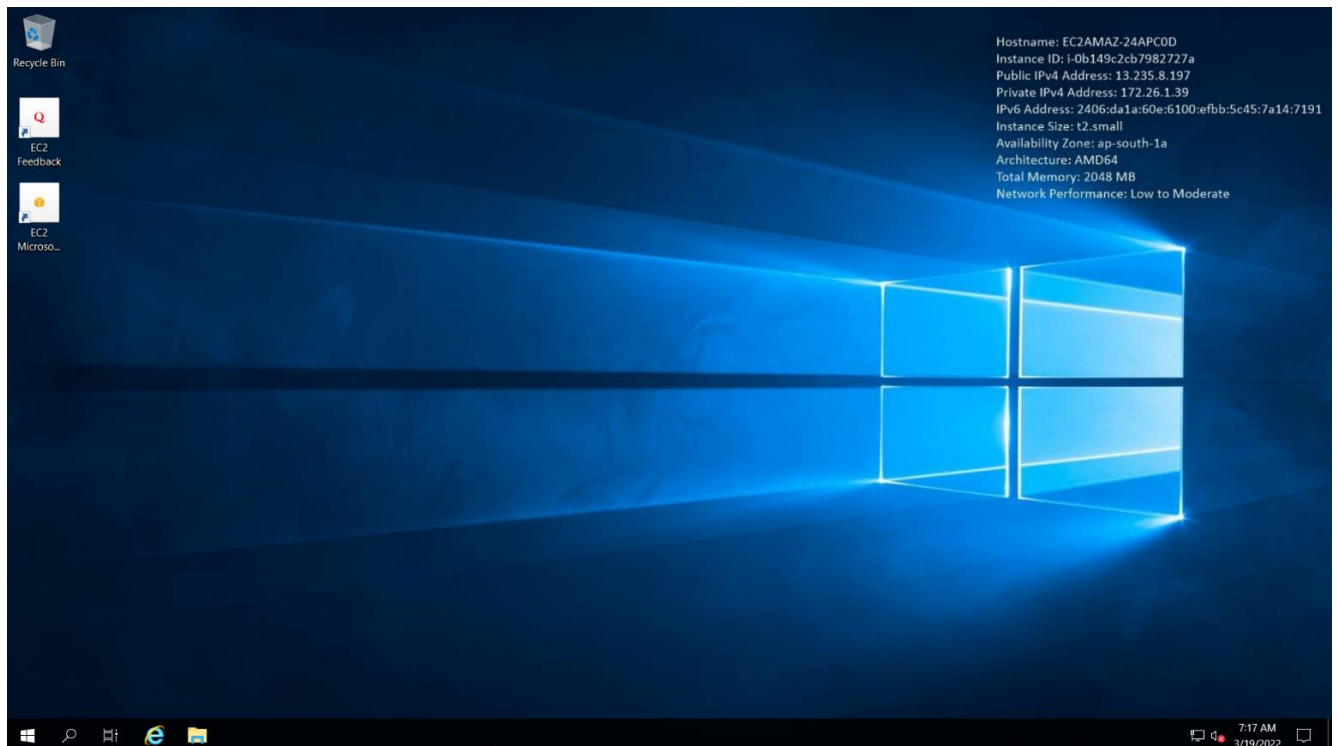 Recycle Bin
Q
EC2
Feedback
EC2
Microso...
Hostname: EC2AMAZ-24APC0D
Instance ID: i-0b149c2cb7982727a
Public IPv4 Address: 13.235.8.197
Private IPv4 Address: 172.26.1.39
IPv6 Address: 2406:da1a:60e:6100:efbb:5c45:7a14:7191
Instance Size: t2.small
Availability Zone: ap-south-1a
Architecture: AMD64
Total Memory: 2048 MB
Network Performance: Low to Moderate
7:17 AM
3/19/2022